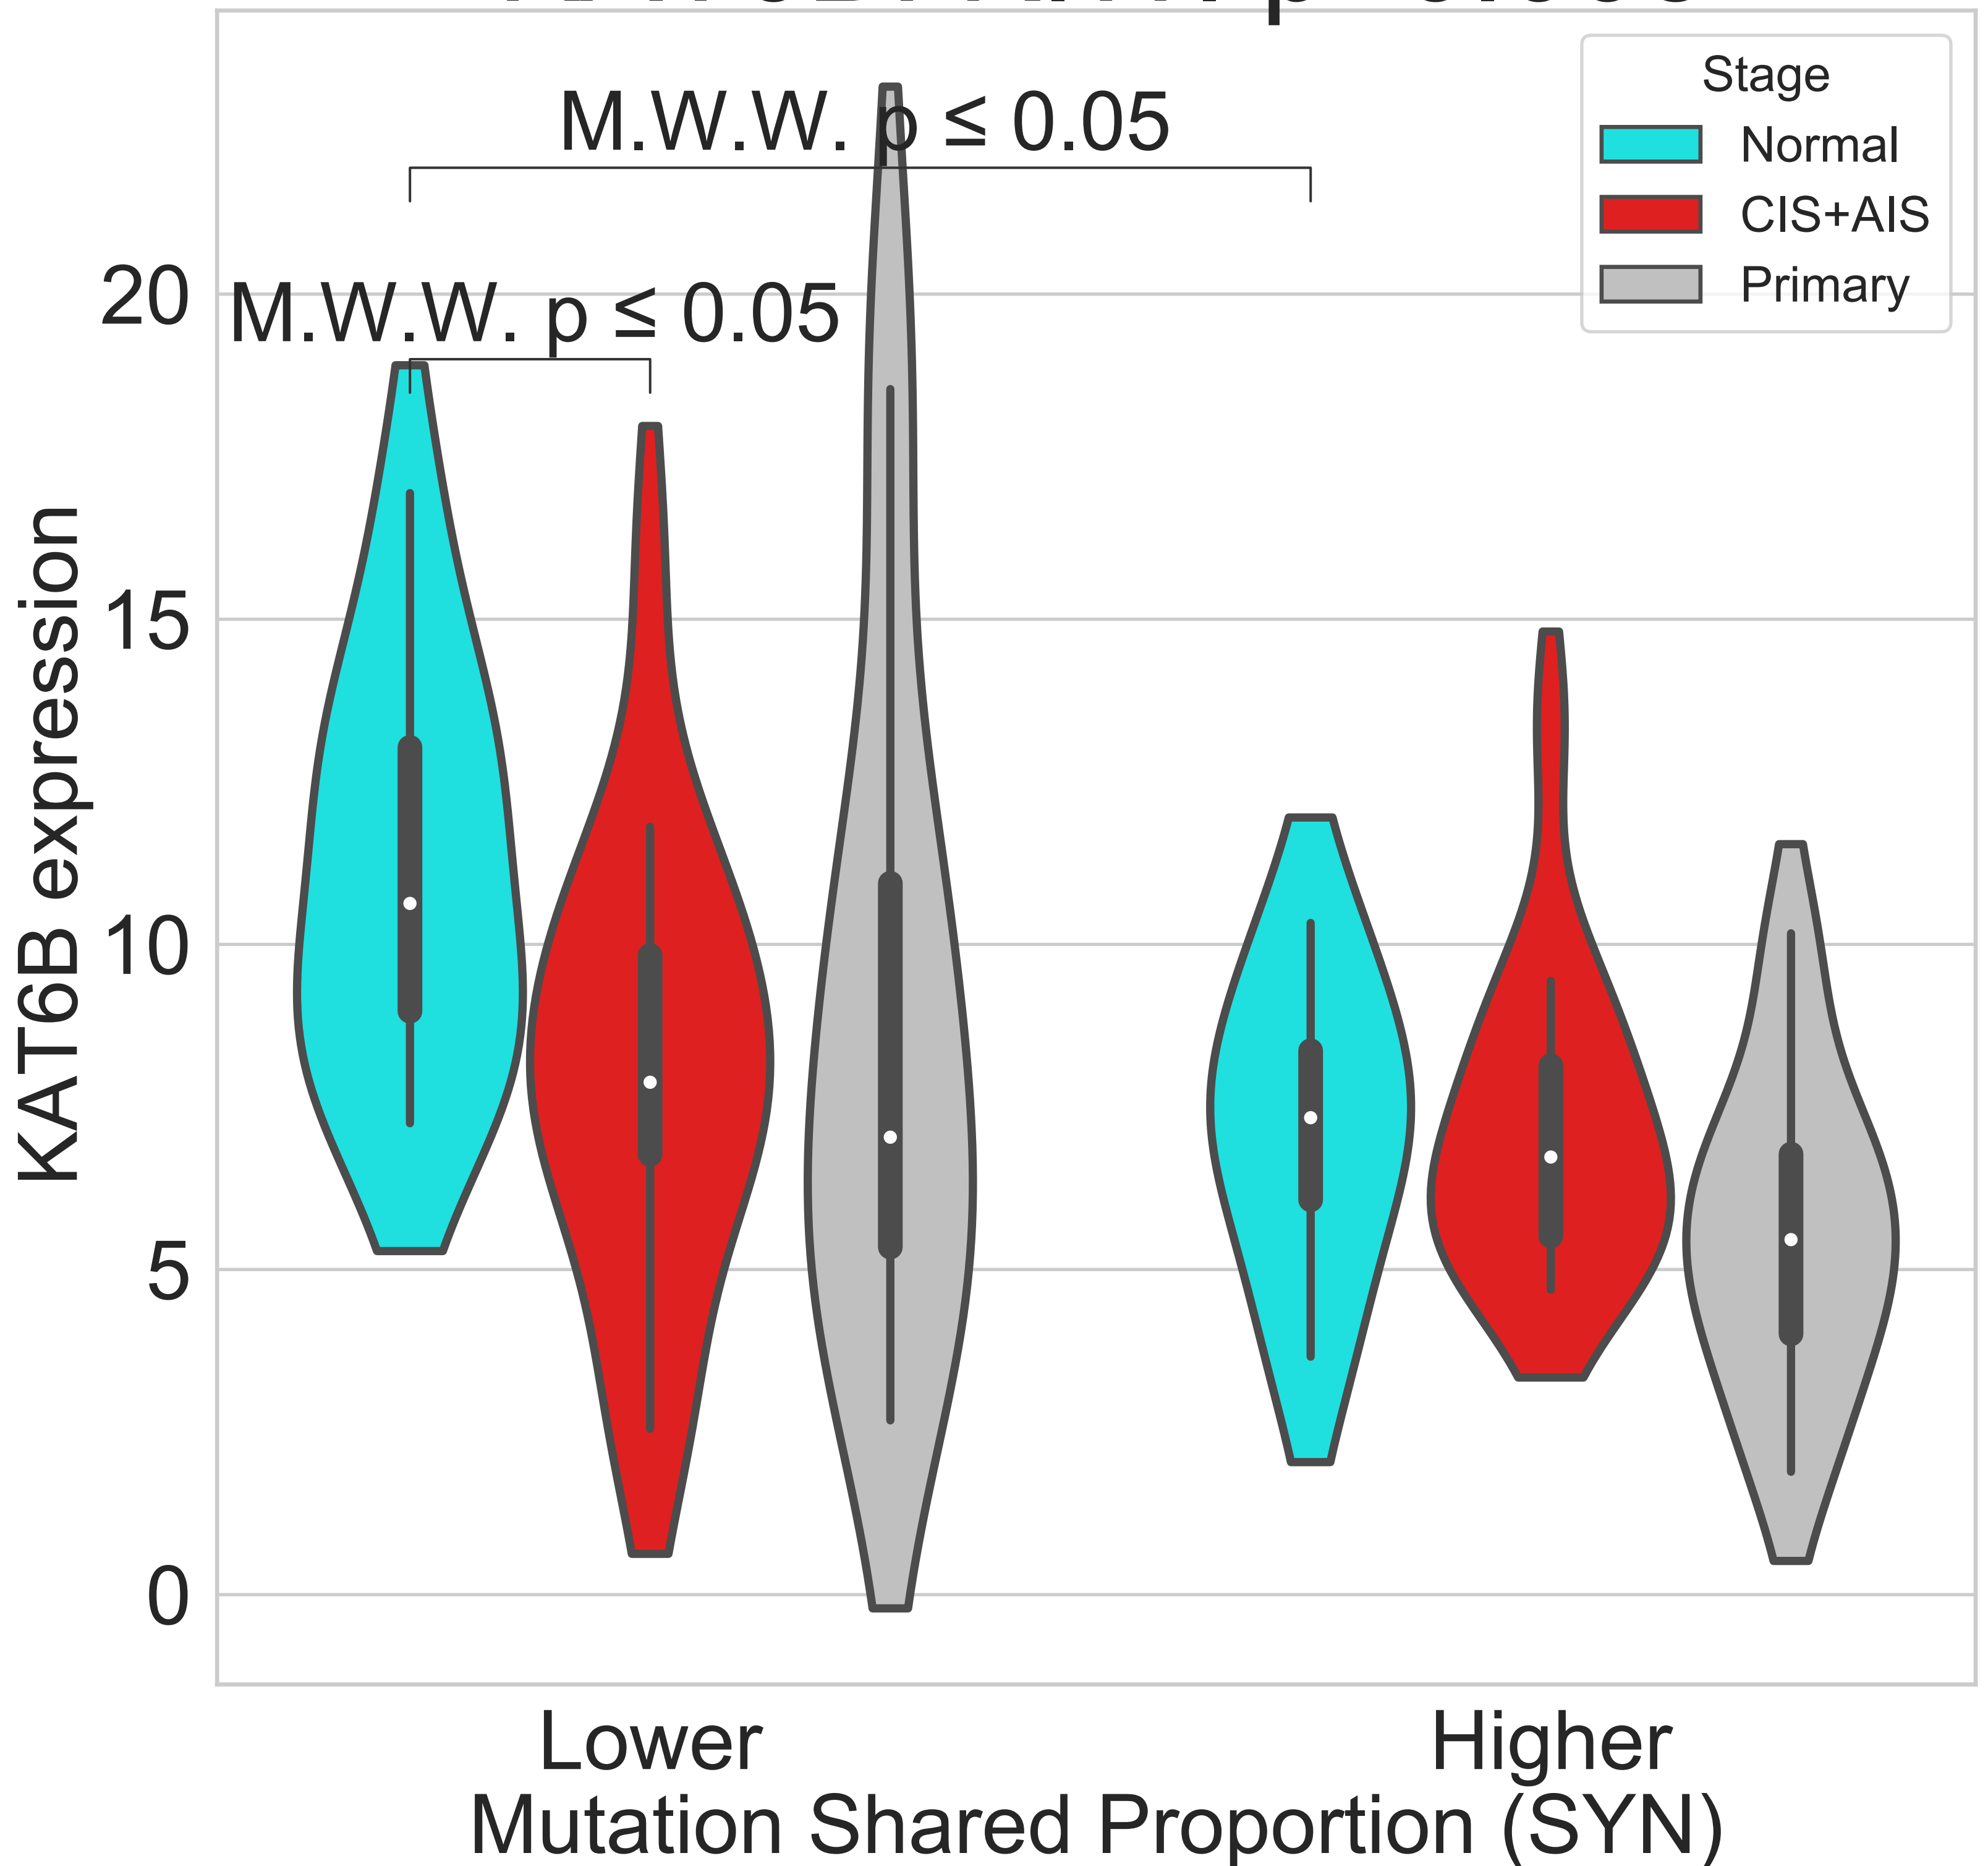 M.W.W. p ≤ 0.05
M.W.W. p ≤ 0.05
Stage
Normal
CIS+AIS
Primary
20
15
10
5
0
KAT6B expression
Lower
Higher
Mutation Shared Proportion (SYN)